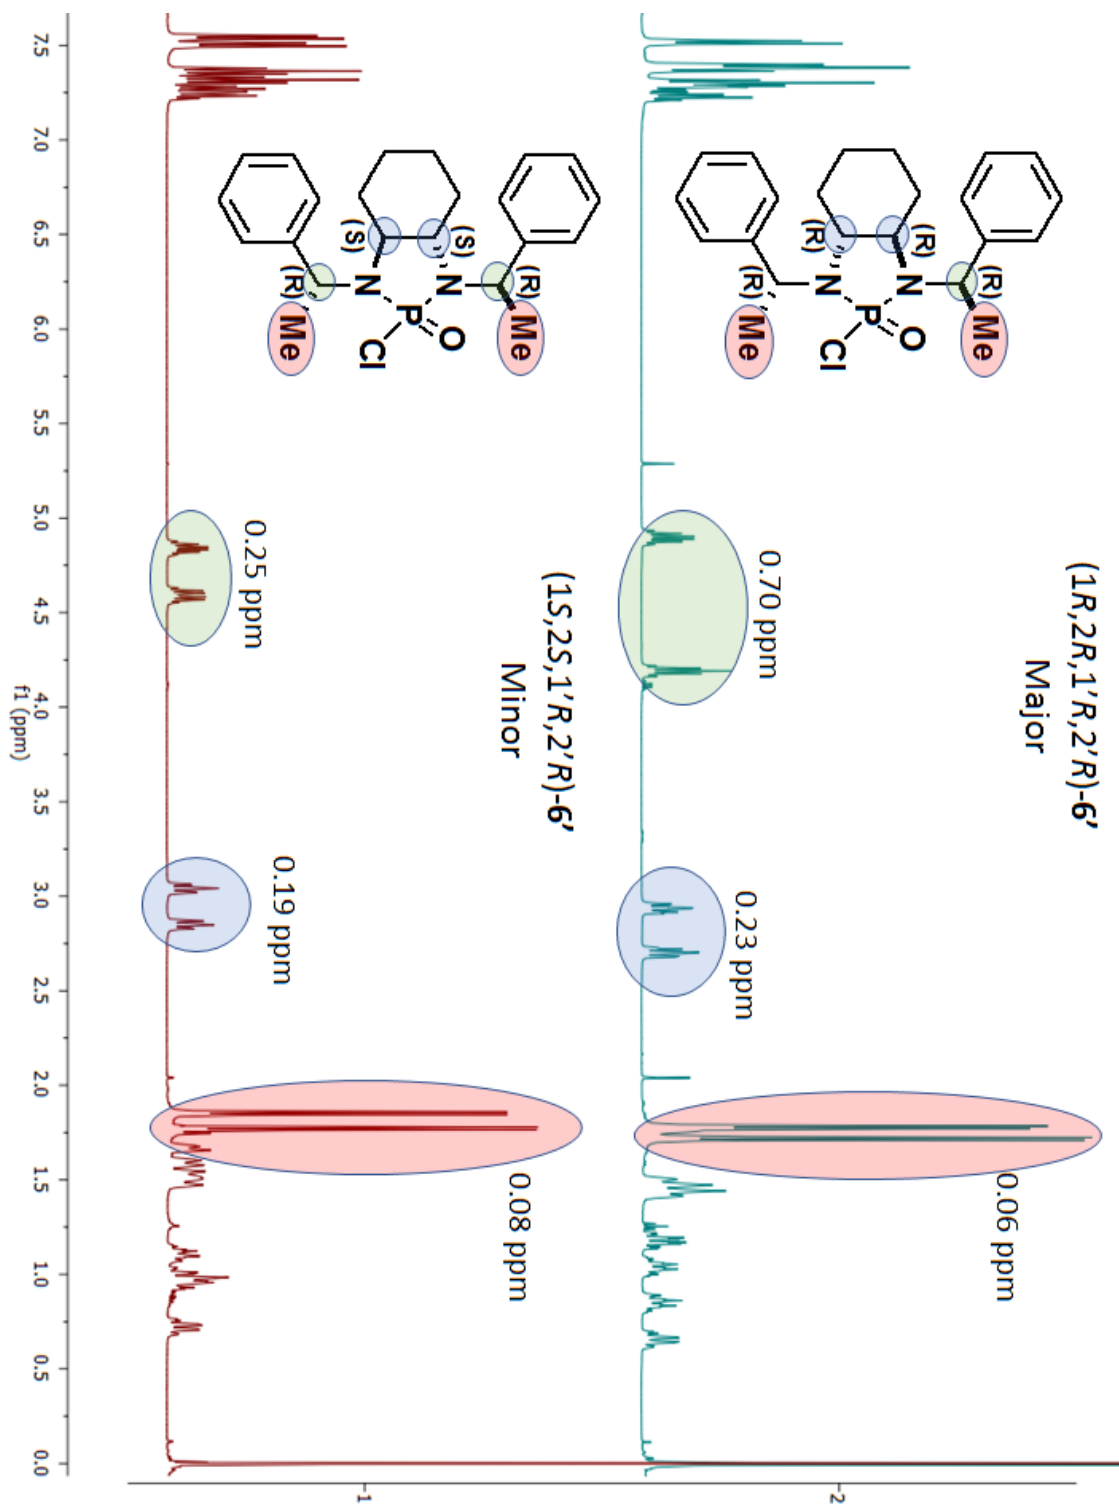 (1R,2R,1'R,2'R)-6'
Major
(R) Me
(R)
N O
P
N Cl
(R)
(R) Me
0.70 ppm
0.23 ppm
0.06 ppm
2
(1S,2S,1'R,2'R)-6'
Minor
(R) Me
(S)
N O
P
N Cl
(S)
(R) Me
0.25 ppm
0.19 ppm
0.08 ppm
1
7.5 7.0 6.5 6.0 5.5 5.0 4.5 4.0 3.5 3.0 2.5 2.0 1.5 1.0 0.5 0.0
f1 (ppm)